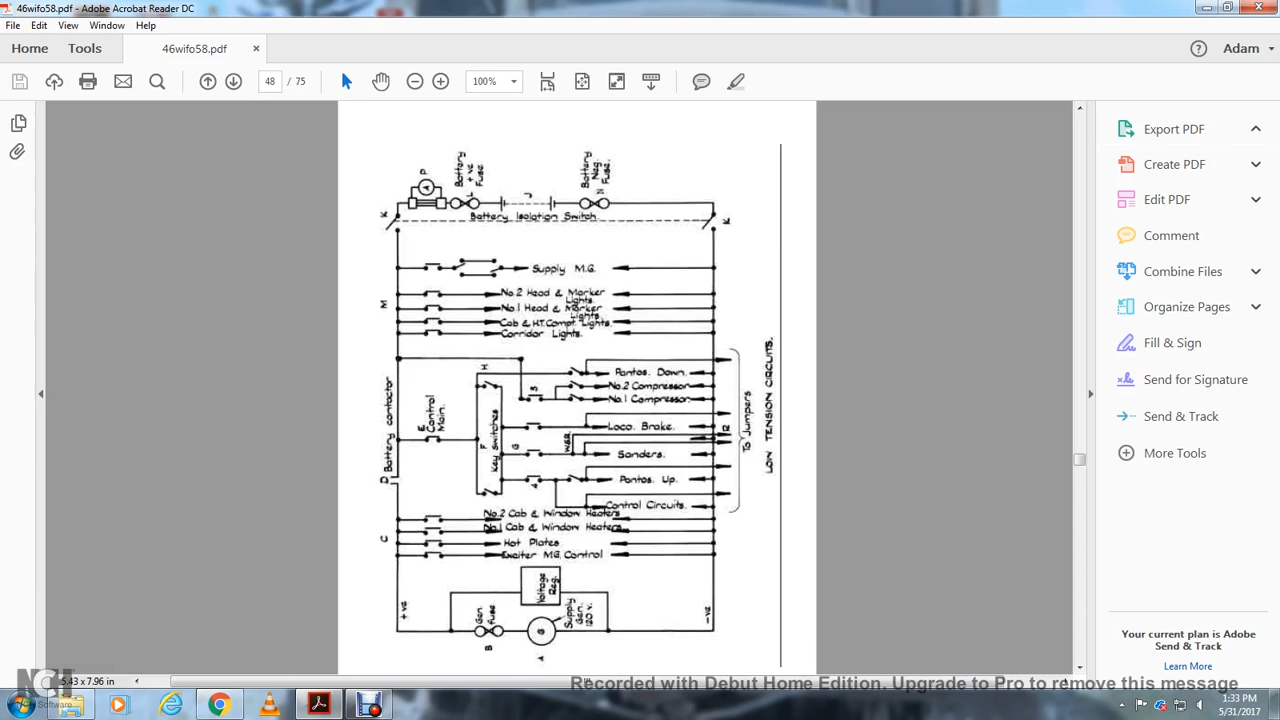 46wifo58.pdf - Adobe Acrobat Reader DC
File Edit View Window Help
Home Tools 46wifo58.pdf × Adam
48 / 75 100%
P
A
Battery
+ve
Fuse.
L
J
Battery
Neg.
Fuse.
N
K
Battery Isolation Switch.
K
Supply M.G.
M
No.2 Head & Marker
Lights.
No.1 Head & Marker
Lights.
Cab & H.T. Compt. Lights.
Corridor Lights.
H
Pantos. Down.
No.2 Compressor
No.1 Compressor
S
Battery contactor
D
E
Control
Main.
F
Key switches
G
Loco. Brake.
W.S.R.
Sanders.
Pantos. Up.
Control Circuits.
R
To Jumpers
LOW TENSION CIRCUITS.
C
No.2 Cab & Window Heaters
No.1 Cab & Window Heaters
Hot Plates
Exciter M.G. Control
Voltage
Reg.
+ve
-ve
Gen.
fuse
B
G
Supply
Gen.
120 v.
A
Export PDF
Create PDF
Edit PDF
Comment
Combine Files
Organize Pages
Fill & Sign
Send for Signature
Send & Track
More Tools
Your current plan is Adobe
Send & Track
Learn More
5.43 x 7.96 in
NCH
Software
Recorded with Debut Home Edition. Upgrade to Pro to remove this message
1:33 PM
5/31/2017